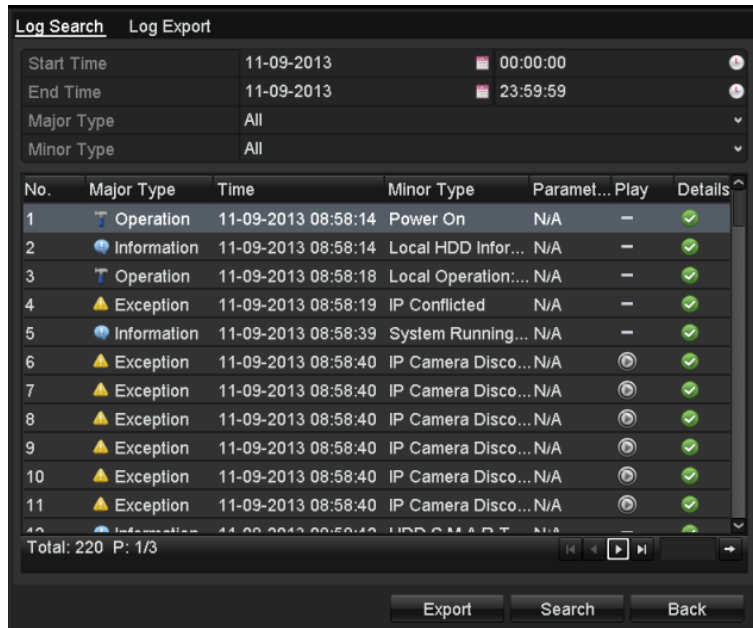 Log Search Log Export
Start Time 11-09-2013 00:00:00
End Time 11-09-2013 23:59:59
Major Type All
Minor Type All
No. Major Type Time Minor Type Paramet... Play Details
1 Operation 11-09-2013 08:58:14 Power On N/A –
2 Information 11-09-2013 08:58:14 Local HDD Infor... N/A –
3 Operation 11-09-2013 08:58:18 Local Operation:... N/A –
4 Exception 11-09-2013 08:58:19 IP Conflicted N/A –
5 Information 11-09-2013 08:58:39 System Running... N/A –
6 Exception 11-09-2013 08:58:40 IP Camera Disco... N/A
7 Exception 11-09-2013 08:58:40 IP Camera Disco... N/A
8 Exception 11-09-2013 08:58:40 IP Camera Disco... N/A
9 Exception 11-09-2013 08:58:40 IP Camera Disco... N/A
10 Exception 11-09-2013 08:58:40 IP Camera Disco... N/A
11 Exception 11-09-2013 08:58:40 IP Camera Disco... N/A
Total: 220 P: 1/3
Export Search Back